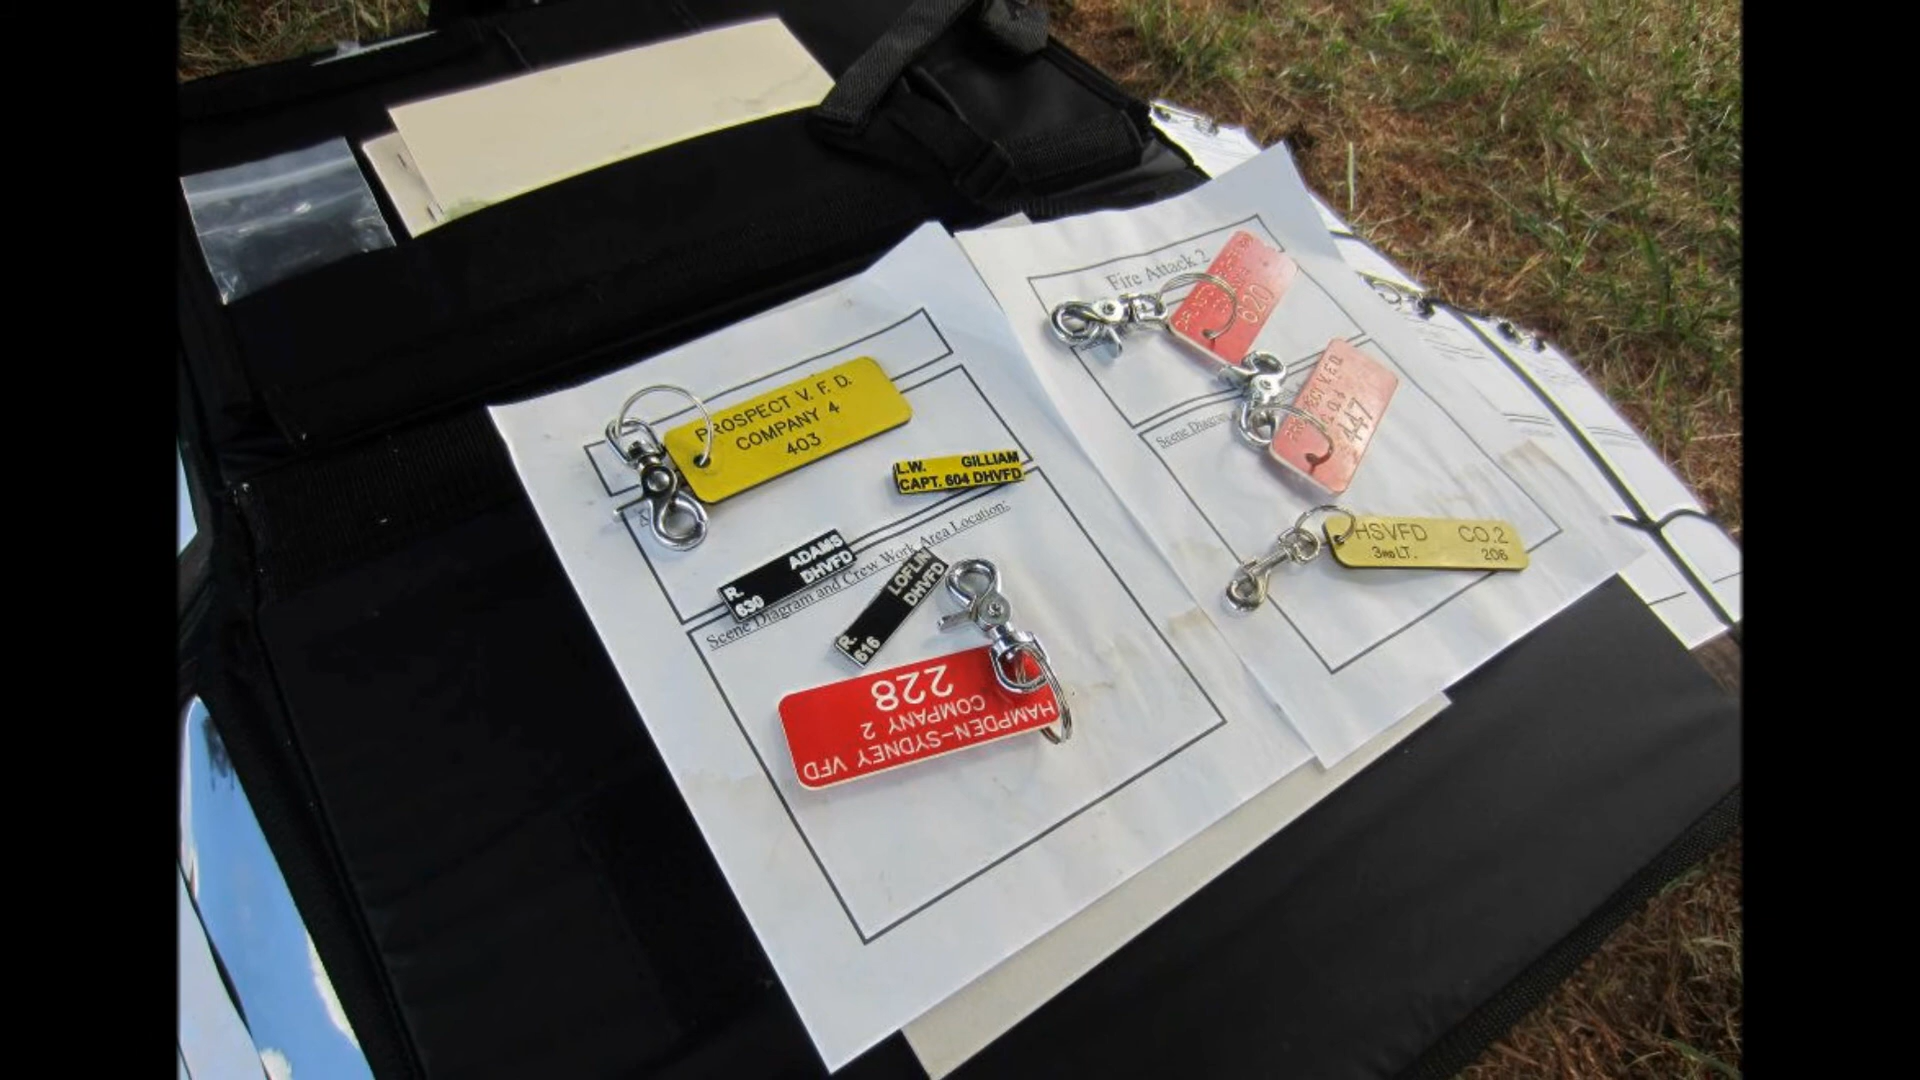 PROSPECT V. F. D.
COMPANY 4
403
L.W. GILLIAM
CAPT. 604 DHVFD
R. ADAMS
630 DHVFD
Scene Diagram and Crew Work Area Location:
R. LOFLIN
616 DHVFD
HAMPDEN-SYDNEY VFD
COMPANY 2
228
Fire Attack 2
620
Scene Diagram
447
HSVFD CO.2
3RD LT. 206